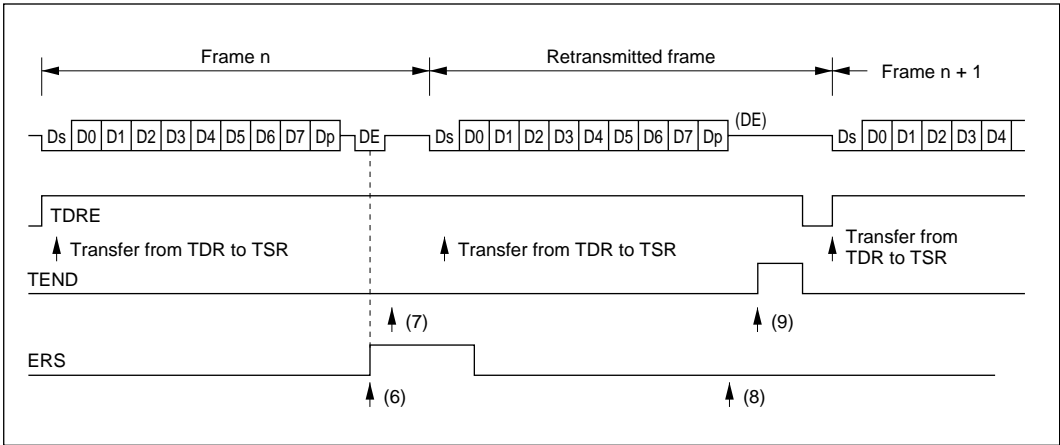 Frame n
Retransmitted frame
Frame n + 1
Ds D0 D1 D2 D3 D4 D5 D6 D7 Dp DE Ds D0 D1 D2 D3 D4 D5 D6 D7 Dp (DE) Ds D0 D1 D2 D3 D4
TDRE
Transfer from TDR to TSR
Transfer from TDR to TSR
Transfer from
TDR to TSR
TEND
(7)
(9)
ERS
(6)
(8)